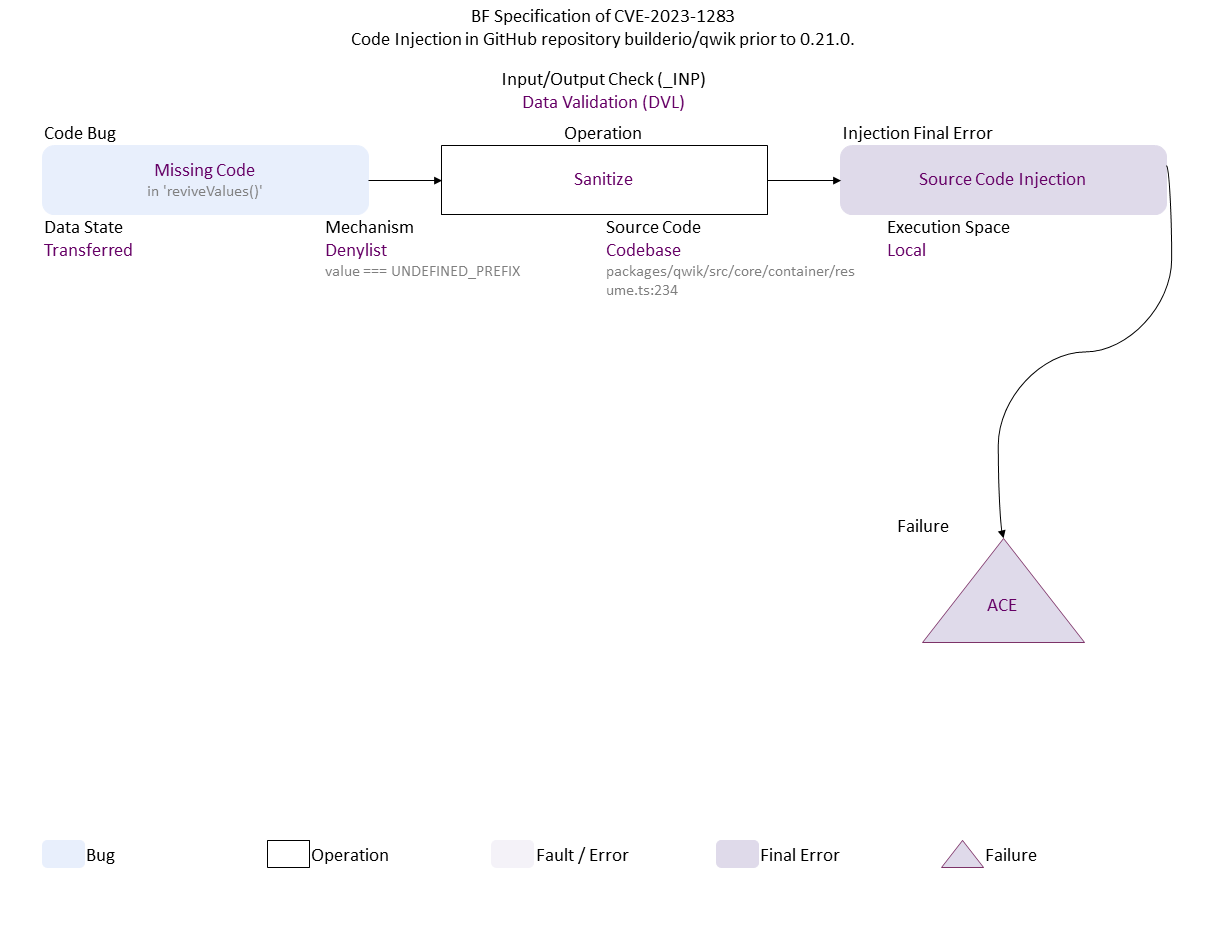 BF Specification of CVE-2023-1283
Code Injection in GitHub repository builderio/qwik prior to 0.21.0.
Input/Output Check (_INP)
Data Validation (DVL)
Code Bug
Operation
Injection Final Error
Missing Code
in 'reviveValues()'
Sanitize
Source Code Injection
Data State
Mechanism
Source Code
Execution Space
Transferred
Denylist
Codebase
Local
value === UNDEFINED_PREFIX
packages/qwik/src/core/container/res
ume.ts:234
Failure
ACE
Bug
Operation
Fault / Error
Final Error
Failure